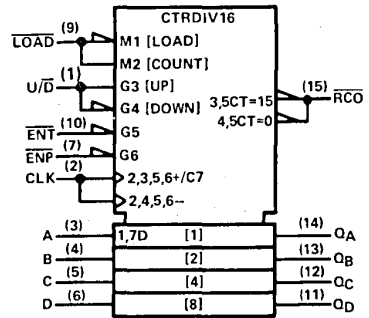 CTRDIV16
LOAD (9) M1 [LOAD]
M2 [COUNT]
U/D (1) G3 [UP]
G4 [DOWN]
ENT (10) G5
ENP (7) G6
CLK (2) 2,3,5,6+/C7
2,4,5,6−
3,5CT=15 (15) RCO
4,5CT=0
A (3) 1,7D [1] (14) QA
B (4) [2] (13) QB
C (5) [4] (12) QC
D (6) [8] (11) QD